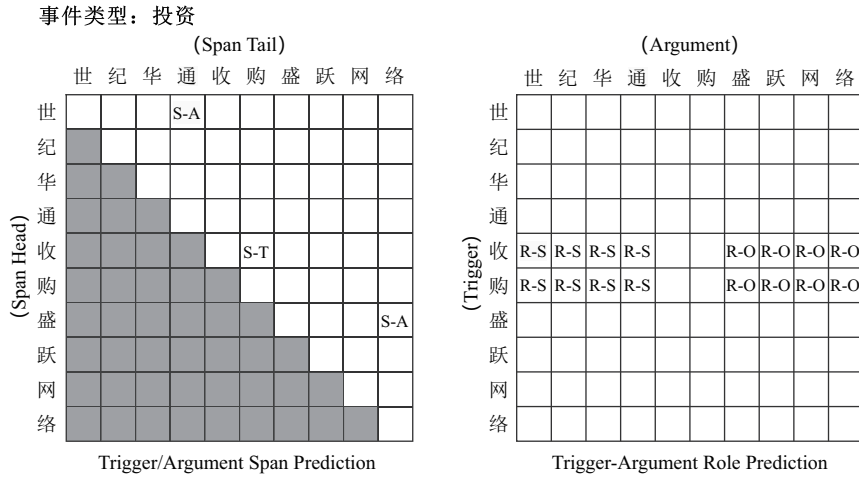 事件类型：投资
(Span Tail)
世 纪 华 通 收 购 盛 跃 网 络
(Span Head)
世 S-A
纪
华
通
收 S-T
购
盛 S-A
跃
网
络
Trigger/Argument Span Prediction
(Argument)
世 纪 华 通 收 购 盛 跃 网 络
(Trigger)
世
纪
华
通
收 R-S R-S R-S R-S R-O R-O R-O R-O
购 R-S R-S R-S R-S R-O R-O R-O R-O
盛
跃
网
络
Trigger-Argument Role Prediction